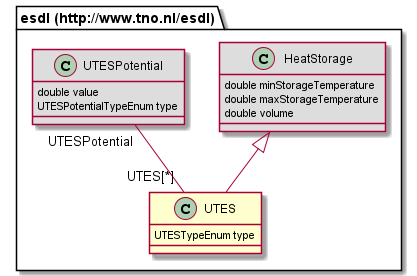 esdl (http://www.tno.nl/esdl)
C UTESPotential
double value
UTESPotentialTypeEnum type
C HeatStorage
double minStorageTemperature
double maxStorageTemperature
double volume
UTESPotential
UTES[*]
C UTES
UTESTypeEnum type